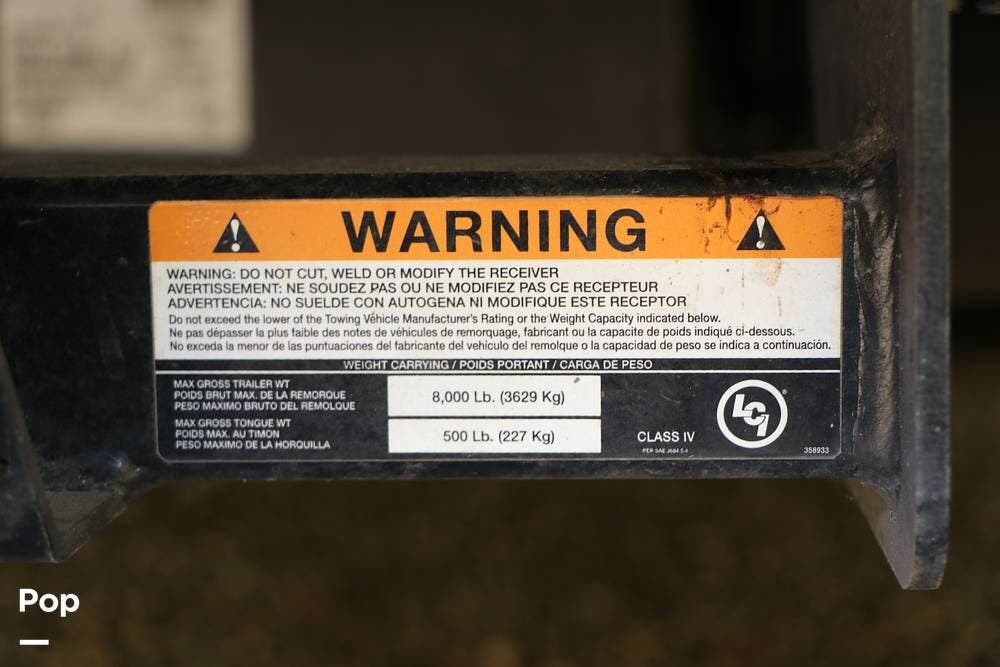 WARNING
WARNING: DO NOT CUT, WELD OR MODIFY THE RECEIVER
AVERTISSEMENT: NE SOUDEZ PAS OU NE MODIFIEZ PAS CE RECEPTEUR
ADVERTENCIA: NO SUELDE CON AUTOGENA NI MODIFIQUE ESTE RECEPTOR
Do not exceed the lower of the Towing Véhicle Manufacturer's Rating or the Weight Capacity indicated below.
Ne pas dépasser la plus faible des notes de véhicules de remorquage, fabricant ou la capacite de poids indiqué ci-dessous.
No exceda la menor de las puntuaciones del fabricante del vehículo del remolque o la capacidad de peso se indica a continuación.
WEIGHT CARRYING / POIDS PORTANT / CARGA DE PESO
MAX GROSS TRAILER WT
POIDS BRUT MAX. DE LA REMORQUE
PESO MAXIMO BRUTO DEL REMOLQUE
8,000 Lb. (3629 Kg)
MAX GROSS TONGUE WT
POIDS MAX. AU TIMON
PESO MAXIMO DE LA HORQUILLA
500 Lb. (227 Kg)
CLASS IV
PER SAE J684 5.4
LCI
®
358933
Pop